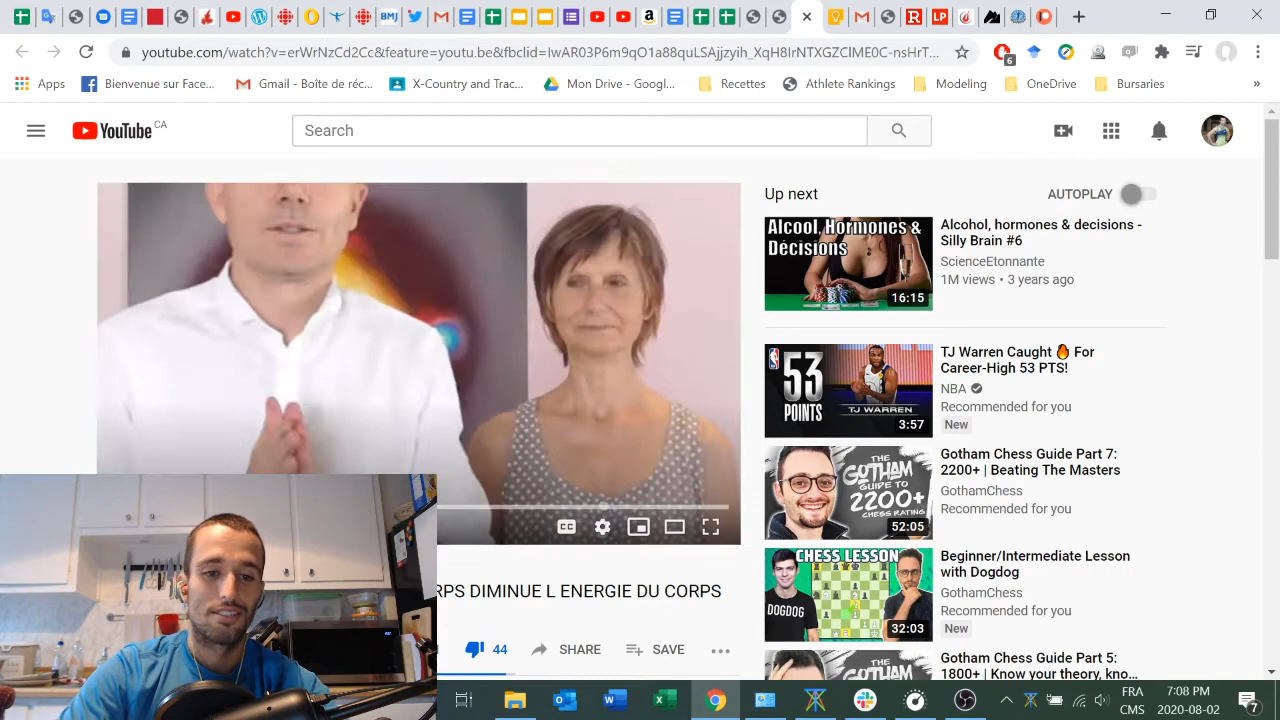 youtube.com/watch?v=erWrNzCd2Cc&feature=youtu.be&fbclid=IwAR03P6m9qO1a88quLSAjjzyih_XqH8IrNTXGZClME0C-nsHrT...
6
Apps
Bienvue sur Face...
Gmail - Boîte de réc...
X-Country and Trac...
Mon Drive - Googl...
Recettes
Athlete Rankings
Modeling
OneDrive
Bursaries
»
YouTube CA
Search
Up next
AUTOPLAY
Alcool, Hormones &
Décisions
16:15
Alcohol, hormones & decisions -
Silly Brain #6
ScienceEtonnante
1M views • 3 years ago
53
POINTS
TJ WARREN
3:57
TJ Warren Caught 🔥 For
Career-High 53 PTS!
NBA
Recommended for you
New
THE
GOTHAM
GUIDE TO
2200+
CHESS RATING
52:05
Gotham Chess Guide Part 7:
2200+ | Beating The Masters
GothamChess
Recommended for you
CHESS LESSON
DOGDOG
32:03
Beginner/Intermediate Lesson
with Dogdog
GothamChess
Recommended for you
New
THE
Gotham Chess Guide Part 5:
1800+ | Know your theory, kno...
CC
RPS DIMINUE L ENERGIE DU CORPS
44
SHARE
SAVE
FRA
CMS
7:08 PM
2020-08-02
7